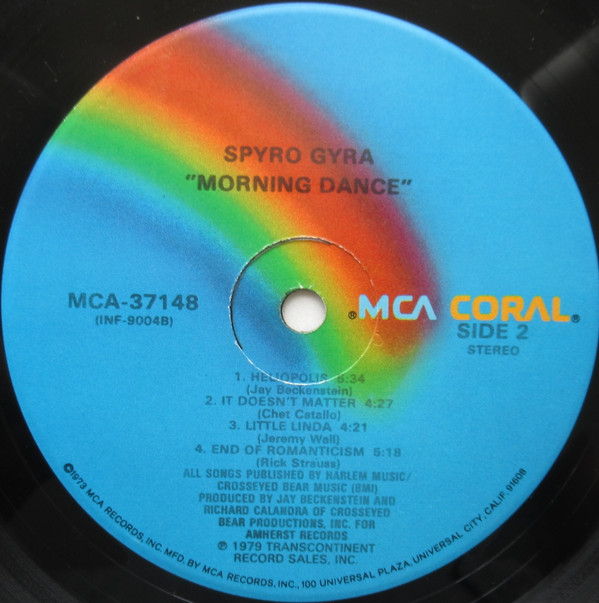 SPYRO GYRA
"MORNING DANCE"
MCA-37148
(INF-9004B)
®MCA CORAL®
SIDE 2
STEREO
1. HELIOPOLIS 5:34
(Jay Beckenstein)
2. IT DOESN'T MATTER 4:27
(Chet Catallo)
3. LITTLE LINDA 4:21
(Jeremy Wall)
4. END OF ROMANTICISM 5:18
(Rick Strauss)
ALL SONGS PUBLISHED BY HARLEM MUSIC/
CROSSEYED BEAR MUSIC (BMI)
PRODUCED BY JAY BECKENSTEIN AND
RICHARD CALANDRA OF CROSSEYED
BEAR PRODUCTIONS, INC. FOR
AMHERST RECORDS
℗ 1979 TRANSCONTINENT
RECORD SALES, INC.
©1973 MCA RECORDS, INC. MFD. BY MCA RECORDS, INC., 100 UNIVERSAL PLAZA, UNIVERSAL CITY, CALIF. 91608